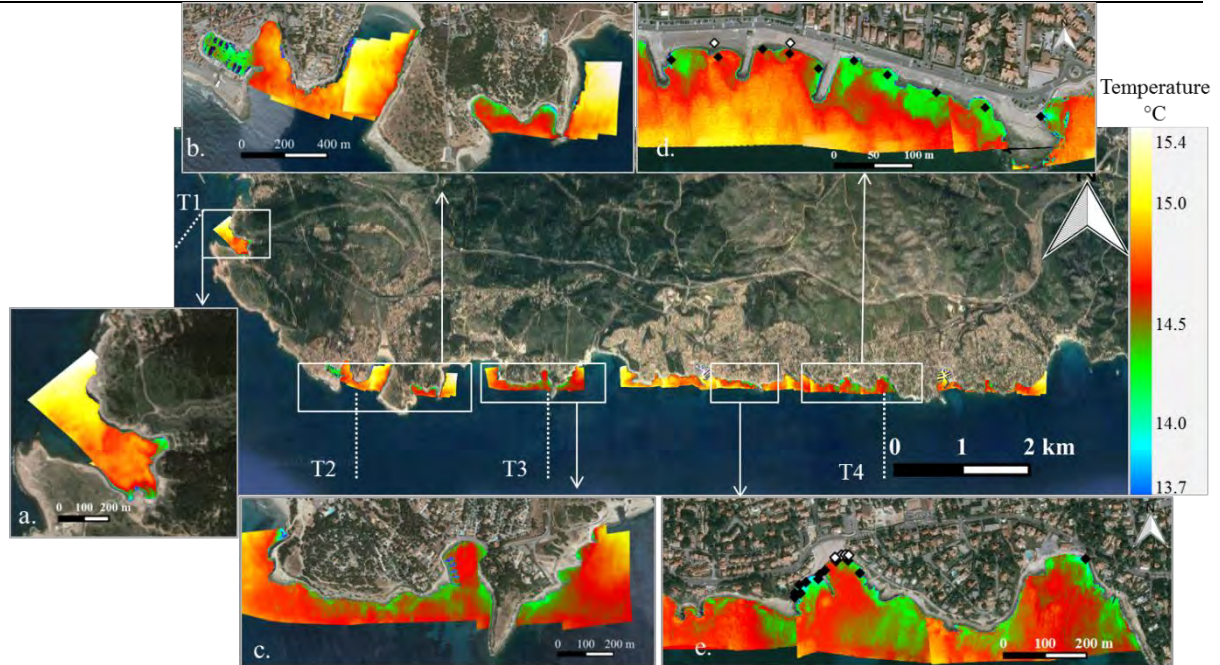 b.
0 200 400 m
d.
0 50 100 m
N
Temperature
°C
15.4
15.0
14.5
14.0
13.7
T1
N
a.
0 100 200 m
T2
T3
T4
0 1 2 km
c.
0 100 200 m
N
e.
0 100 200 m